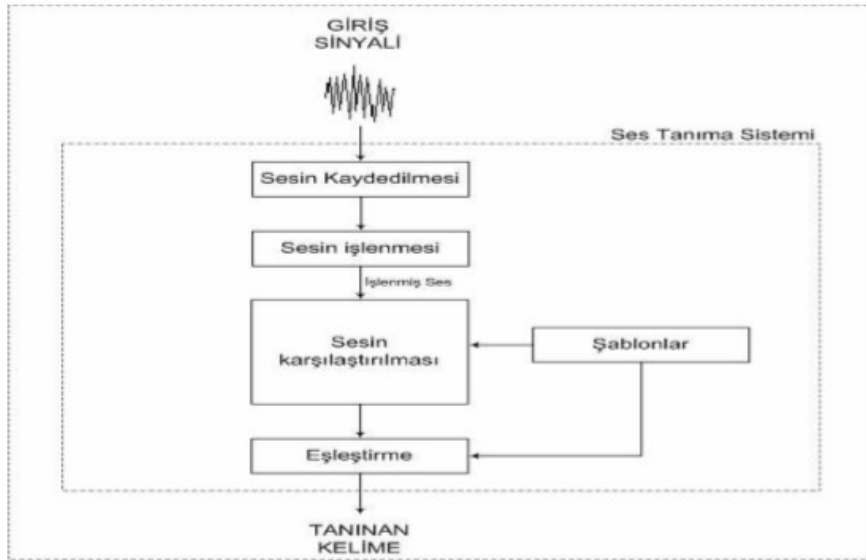 GİRİŞ
SİNYALİ
Ses Tanıma Sistemi
Sesin Kaydedilmesi
Sesin işlenmesi
İşlenmiş Ses
Sesin
karşılaştırılması
Şablonlar
Eşleştirme
TANINAN
KELİME